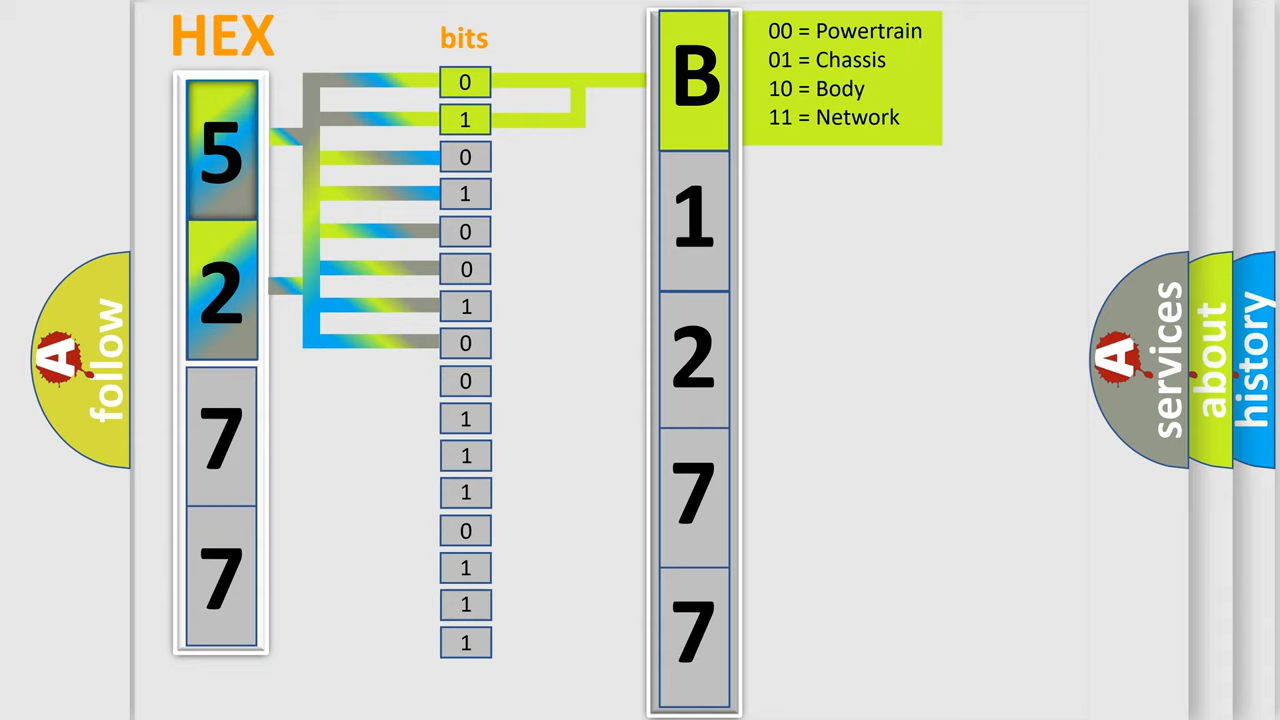 HEX
bits
5
2
7
7
0
1
0
1
0
0
1
0
0
1
1
1
0
1
1
1
B
1
2
7
7
00 = Powertrain
01 = Chassis
10 = Body
11 = Network
A follow
A services
about
history